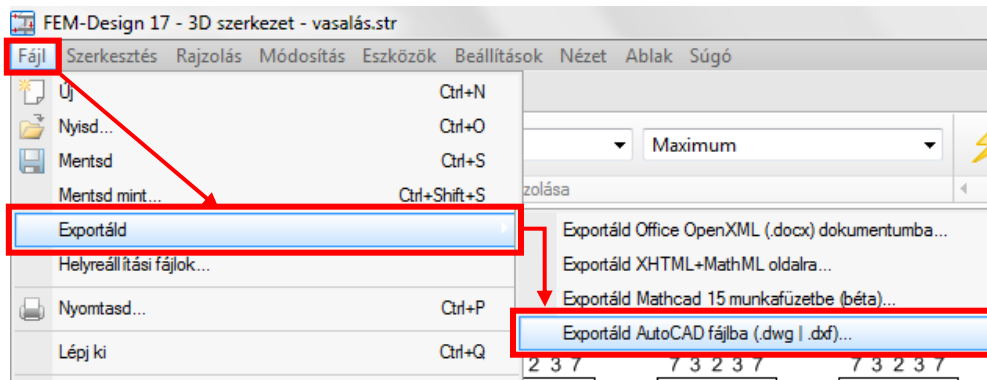 FEM-Design 17 - 3D szerkezet - vasalás.str
Fájl Szerkesztés Rajzolás Módosítás Eszközök Beállítások Nézet Ablak Súgó
Új Ctrl+N
Nyisd... Ctrl+O
Mentsd Ctrl+S
Maximum
Mentsd mint... Ctrl+Shift+S
zolása
Exportáld
Exportáld Office OpenXML (.docx) dokumentumba...
Helyreállítási fájlok...
Exportáld XHTML+MathML oldalra...
Nyomtasd... Ctrl+P
Exportáld Mathcad 15 munkafüzetbe (béta)...
Exportáld AutoCAD fájlba (.dwg | .dxf)...
Lépj ki Ctrl+Q
2 3 7 7 3 2 3 7 7 3 2 3 7